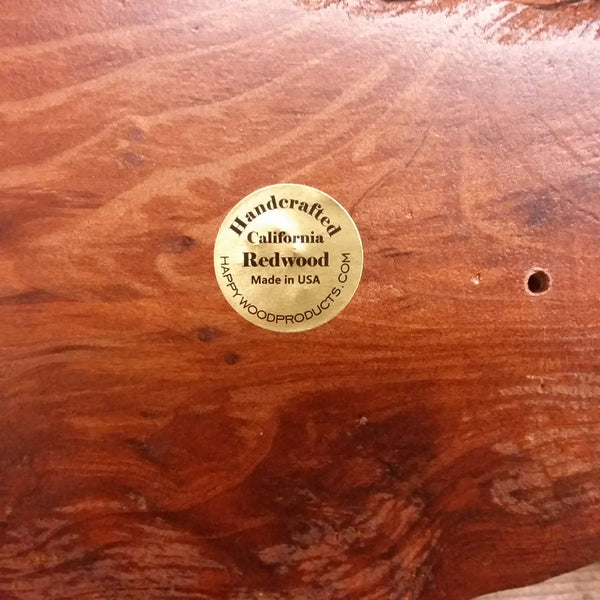 Handcrafted
California
Redwood
Made in USA
HAPPYWOODPRODUCTS.COM